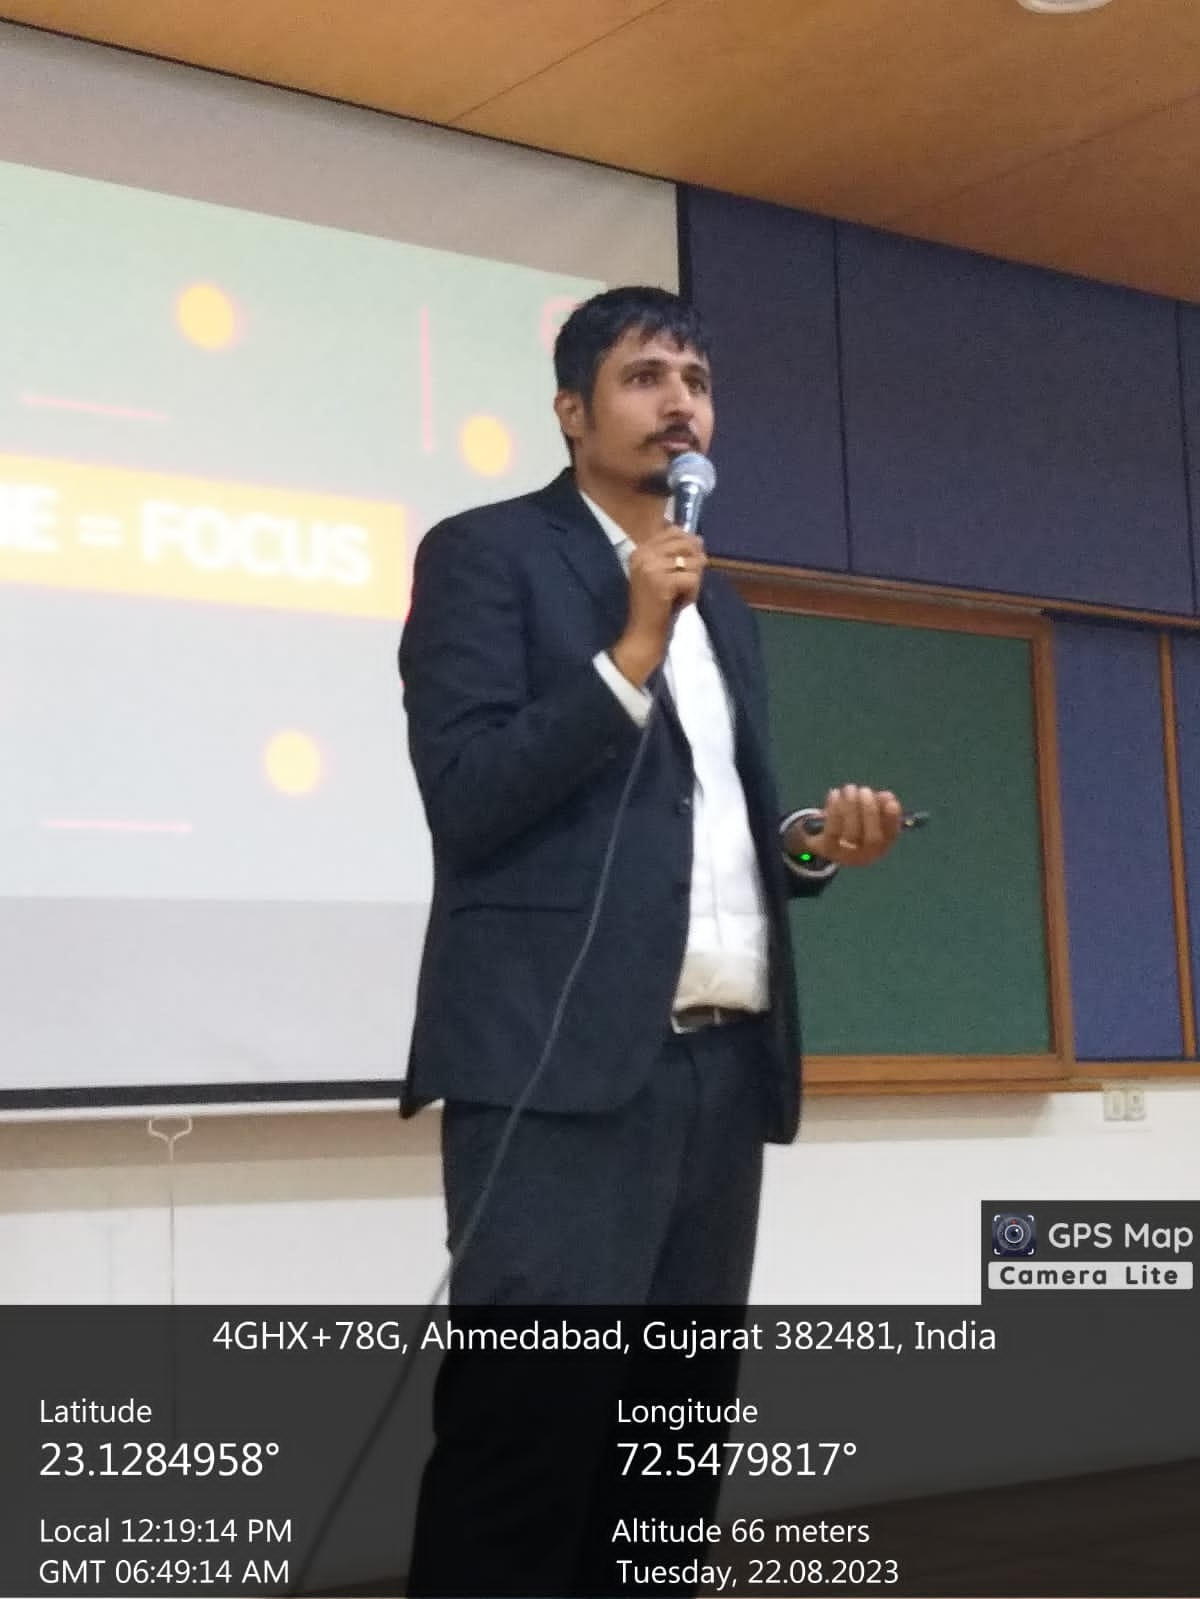 = FOCUS
09
GPS Map
Camera Lite
4GHX+78G, Ahmedabad, Gujarat 382481, India
Latitude
23.1284958°
Longitude
72.5479817°
Local 12:19:14 PM
GMT 06:49:14 AM
Altitude 66 meters
Tuesday, 22.08.2023